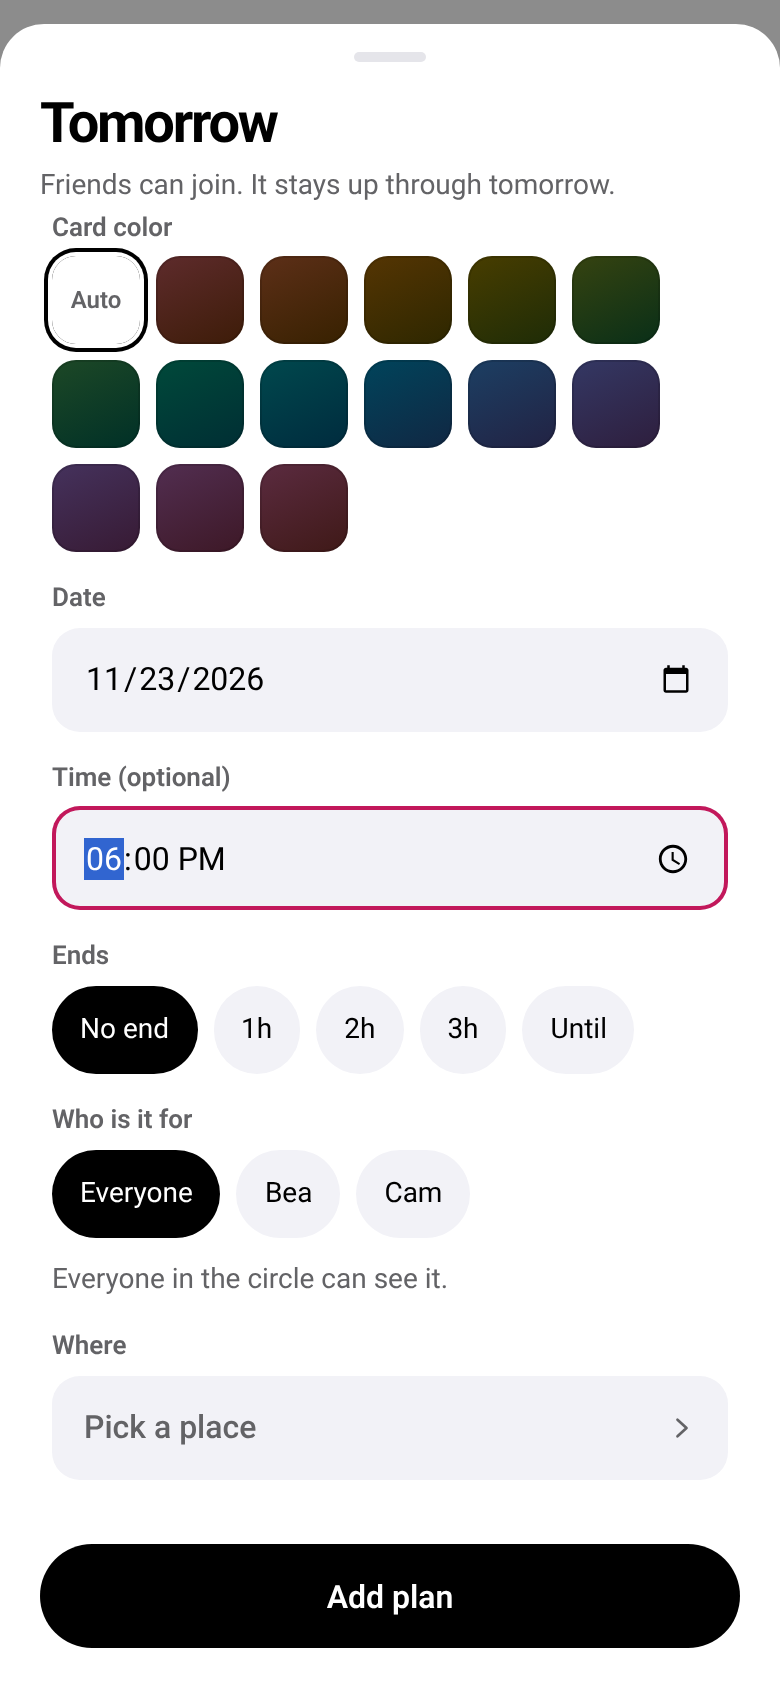 Tomorrow
Friends can join. It stays up through tomorrow.
Card color
Auto
Date
11/23/2026
Time (optional)
06:00 PM
Ends
No end 1h 2h 3h Until
Who is it for
Everyone Bea Cam
Everyone in the circle can see it.
Where
Pick a place
Add plan